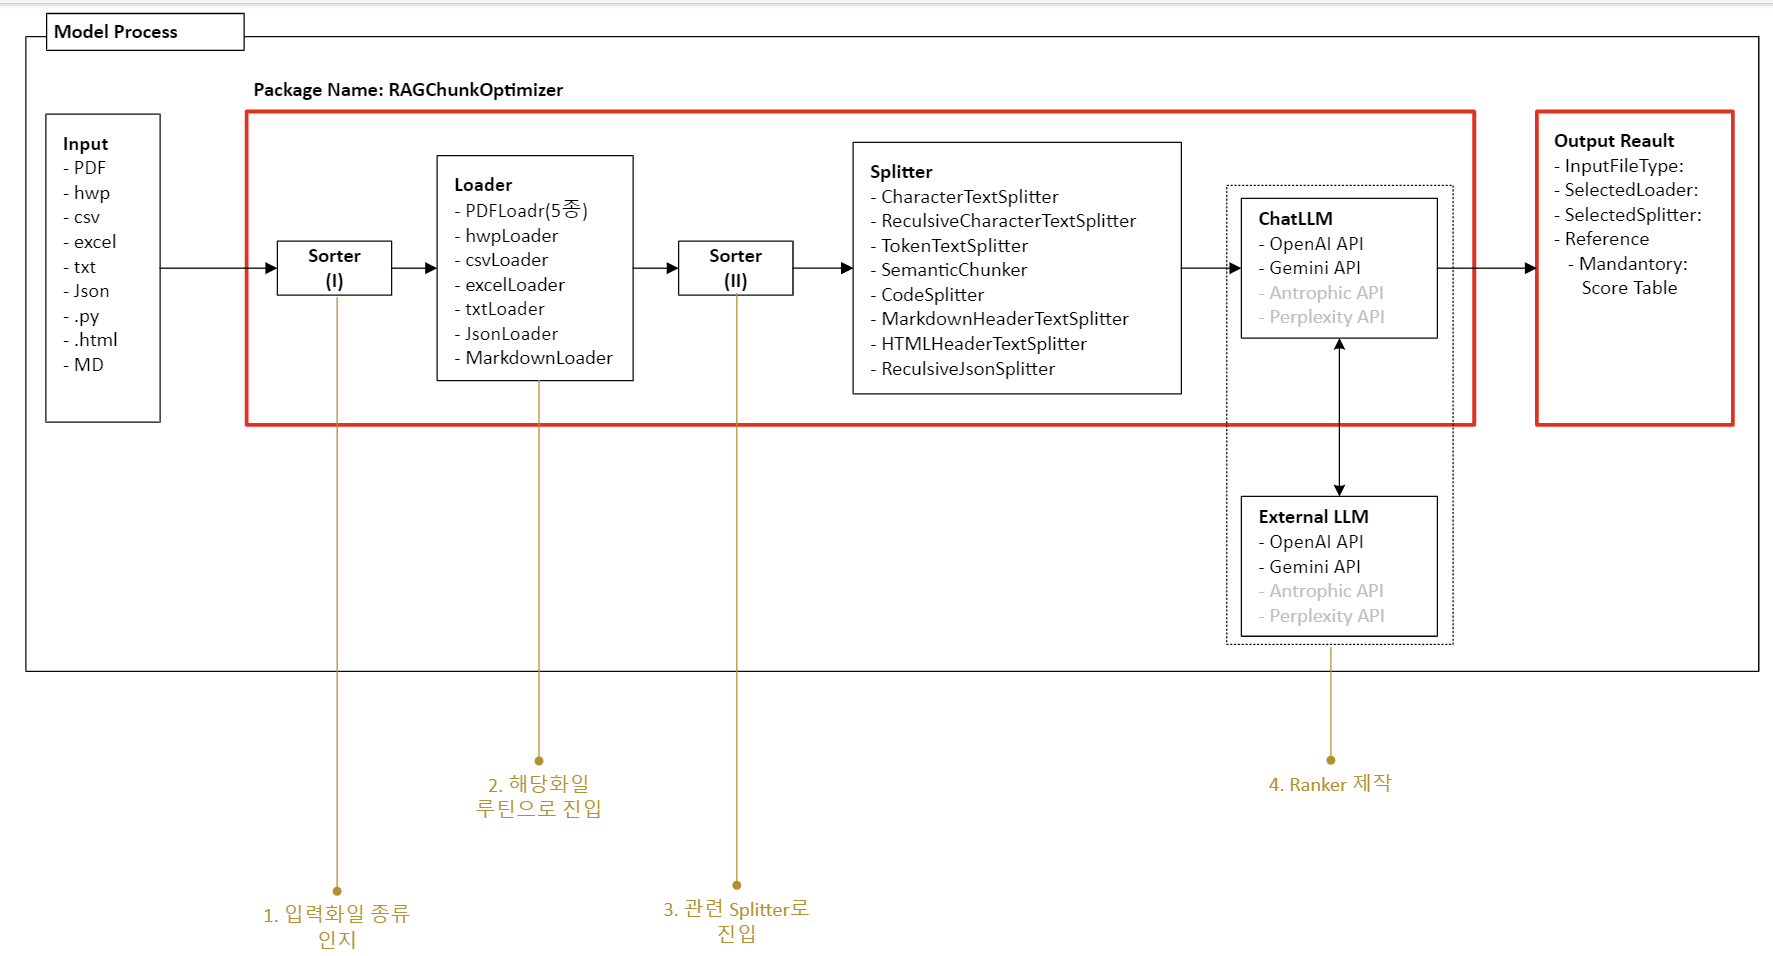 Model Process
Package Name: RAGChunkOptimizer
Input
- PDF
- hwp
- csv
- excel
- txt
- Json
- .py
- .html
- MD
Sorter
(I)
Loader
- PDFLoadr(5종)
- hwpLoader
- csvLoader
- excelLoader
- txtLoader
- JsonLoader
- MarkdownLoader
Sorter
(II)
Splitter
- CharacterTextSplitter
- ReculsiveCharacterTextSplitter
- TokenTextSplitter
- SemanticChunker
- CodeSplitter
- MarkdownHeaderTextSplitter
- HTMLHeaderTextSplitter
- ReculsiveJsonSplitter
ChatLLM
- OpenAI API
- Gemini API
- Antrophic API
- Perplexity API
External LLM
- OpenAI API
- Gemini API
- Antrophic API
- Perplexity API
Output Reault
- InputFileType:
- SelectedLoader:
- SelectedSplitter:
- Reference
- Mandantory:
Score Table
1. 입력화일 종류
인지
2. 해당화일
루틴으로 진입
3. 관련 Splitter로
진입
4. Ranker 제작